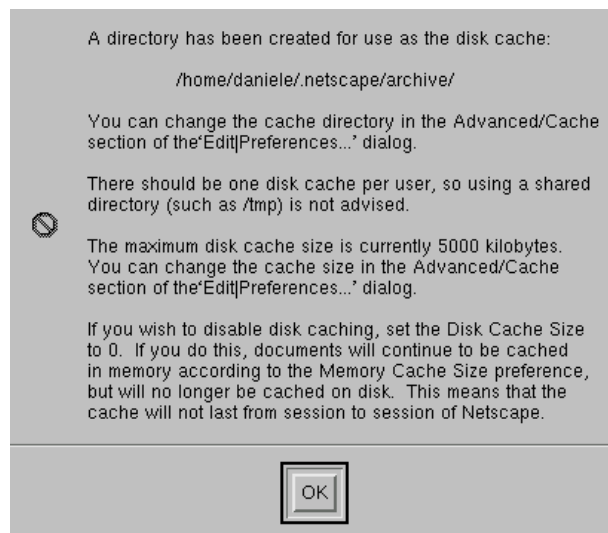 A directory has been created for use as the disk cache:
/home/daniele/.netscape/archive/
You can change the cache directory in the Advanced/Cache
section of the‘Edit|Preferences...’ dialog.
There should be one disk cache per user, so using a shared
directory (such as /tmp) is not advised.
The maximum disk cache size is currently 5000 kilobytes.
You can change the cache size in the Advanced/Cache
section of the‘Edit|Preferences...’ dialog.
If you wish to disable disk caching, set the Disk Cache Size
to 0.  If you do this, documents will continue to be cached
in memory according to the Memory Cache Size preference,
but will no longer be cached on disk.  This means that the
cache will not last from session to session of Netscape.
OK